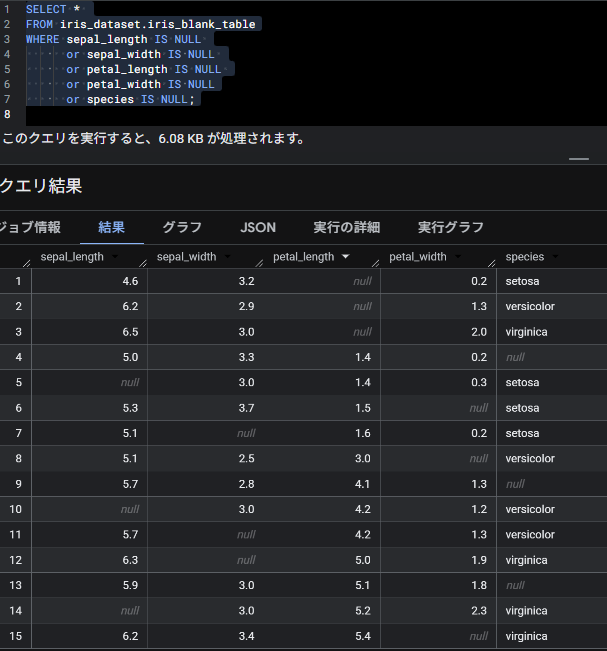 1 SELECT *
2 FROM iris_dataset.iris_blank_table
3 WHERE sepal_length IS NULL
4 or sepal_width IS NULL
5 or petal_length IS NULL
6 or petal_width IS NULL
7 or species IS NULL;
8
このクエリを実行すると、6.08 KB が処理されます。
クエリ結果
ジョブ情報 結果 グラフ JSON 実行の詳細 実行グラフ
sepal_length sepal_width petal_length petal_width species
1 4.6 3.2 null 0.2 setosa
2 6.2 2.9 null 1.3 versicolor
3 6.5 3.0 null 2.0 virginica
4 5.0 3.3 1.4 0.2 null
5 null 3.0 1.4 0.3 setosa
6 5.3 3.7 1.5 null setosa
7 5.1 null 1.6 0.2 setosa
8 5.1 2.5 3.0 null versicolor
9 5.7 2.8 4.1 1.3 null
10 null 3.0 4.2 1.2 versicolor
11 5.7 null 4.2 1.3 versicolor
12 6.3 null 5.0 1.9 virginica
13 5.9 3.0 5.1 1.8 null
14 null 3.0 5.2 2.3 virginica
15 6.2 3.4 5.4 null virginica